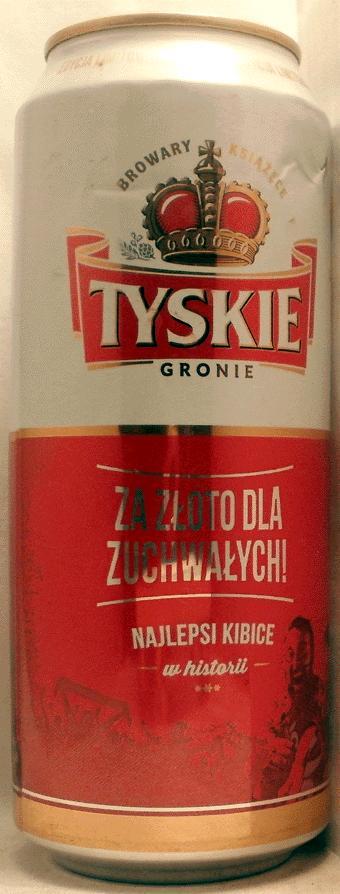 BROWARY KSIĄŻĘCE
TYSKIE
GRONIE
ZA ZŁOTO DLA
ZUCHWAŁYCH!
NAJLEPSI KIBICE
w historii